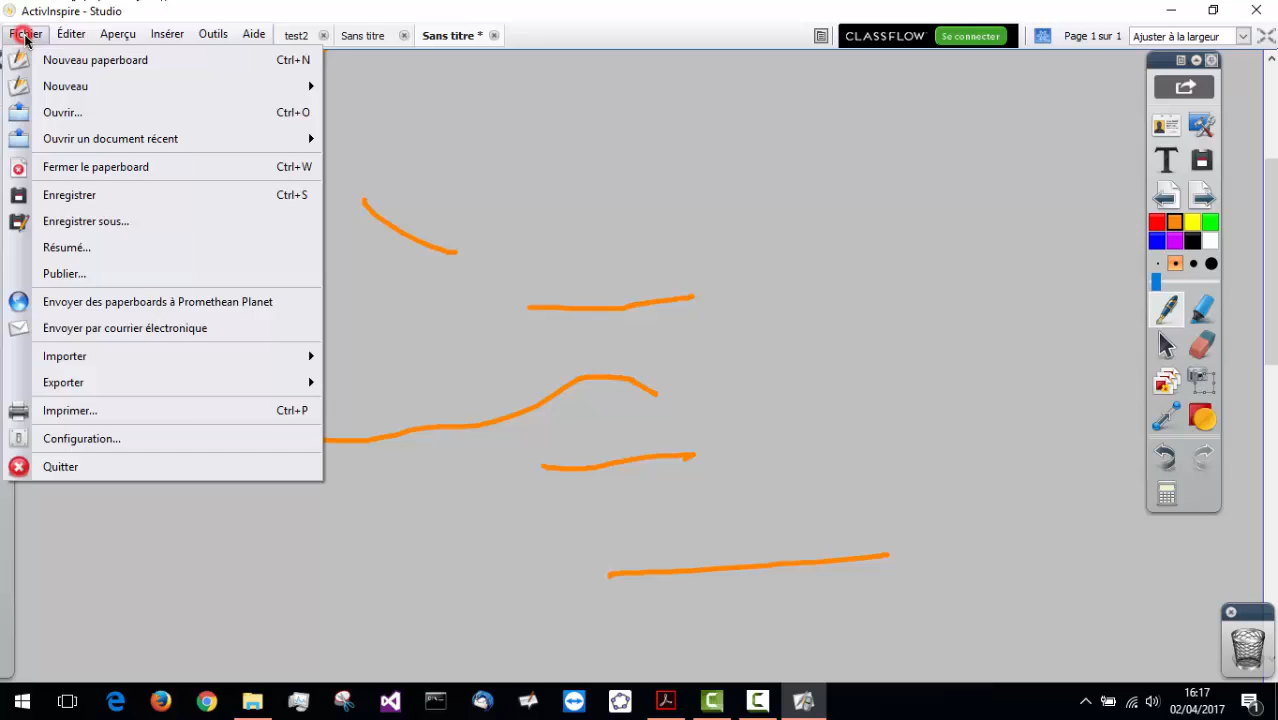 ActivInspire - Studio
Fichier Éditer Aperçu Insérer Outils Aide test2 Sans titre Sans titre * CLASSFLOW Se connecter Page 1 sur 1 Ajuster à la largeur
Nouveau paperboard Ctrl+N
Nouveau
Ouvrir... Ctrl+O
Ouvrir un document récent
Fermer le paperboard Ctrl+W
Enregistrer Ctrl+S
Enregistrer sous...
Résumé...
Publier...
Envoyer des paperboards à Promethean Planet
Envoyer par courrier électronique
Importer
Exporter
Imprimer... Ctrl+P
Configuration...
Quitter
16:17
02/04/2017